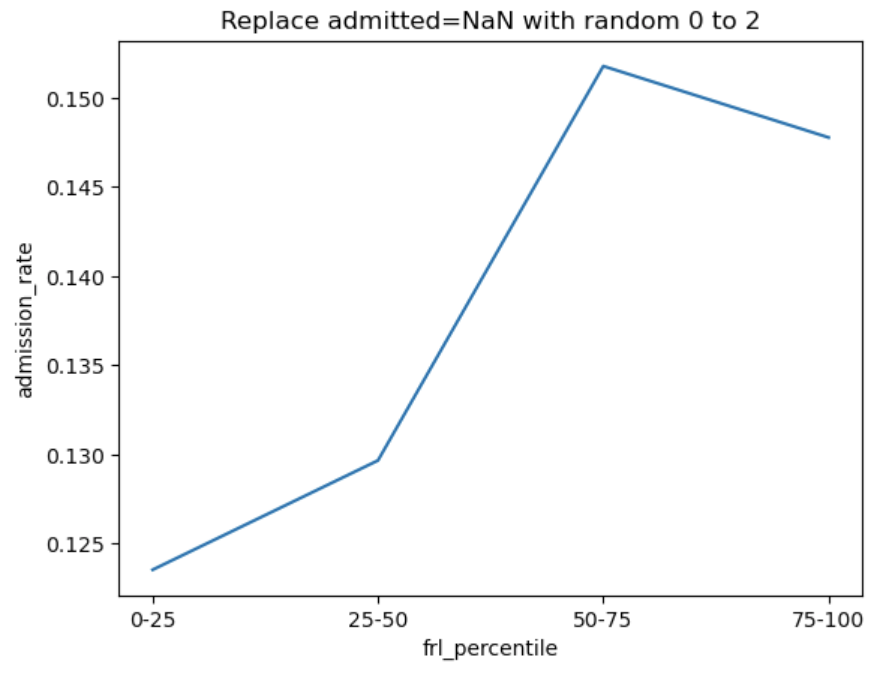 Replace admitted=NaN with random 0 to 2
0.150
0.145
0.140
0.135
0.130
0.125
admission_rate
0-25 25-50 50-75 75-100
frl_percentile